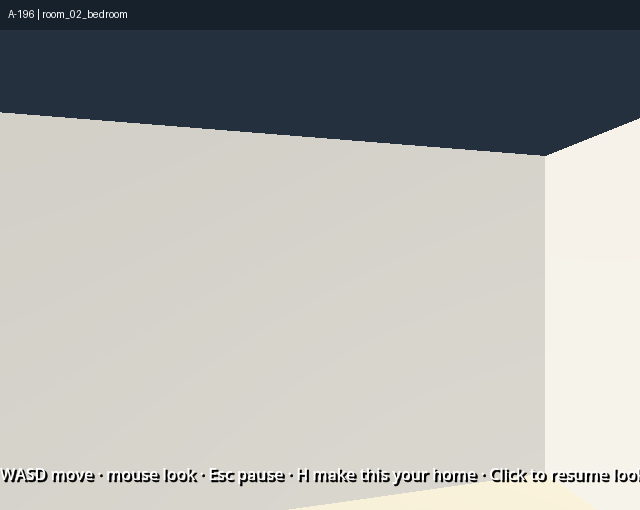 A-196 | room_02_bedroom
WASD move · mouse look · Esc pause · H make this your home · Click to resume look